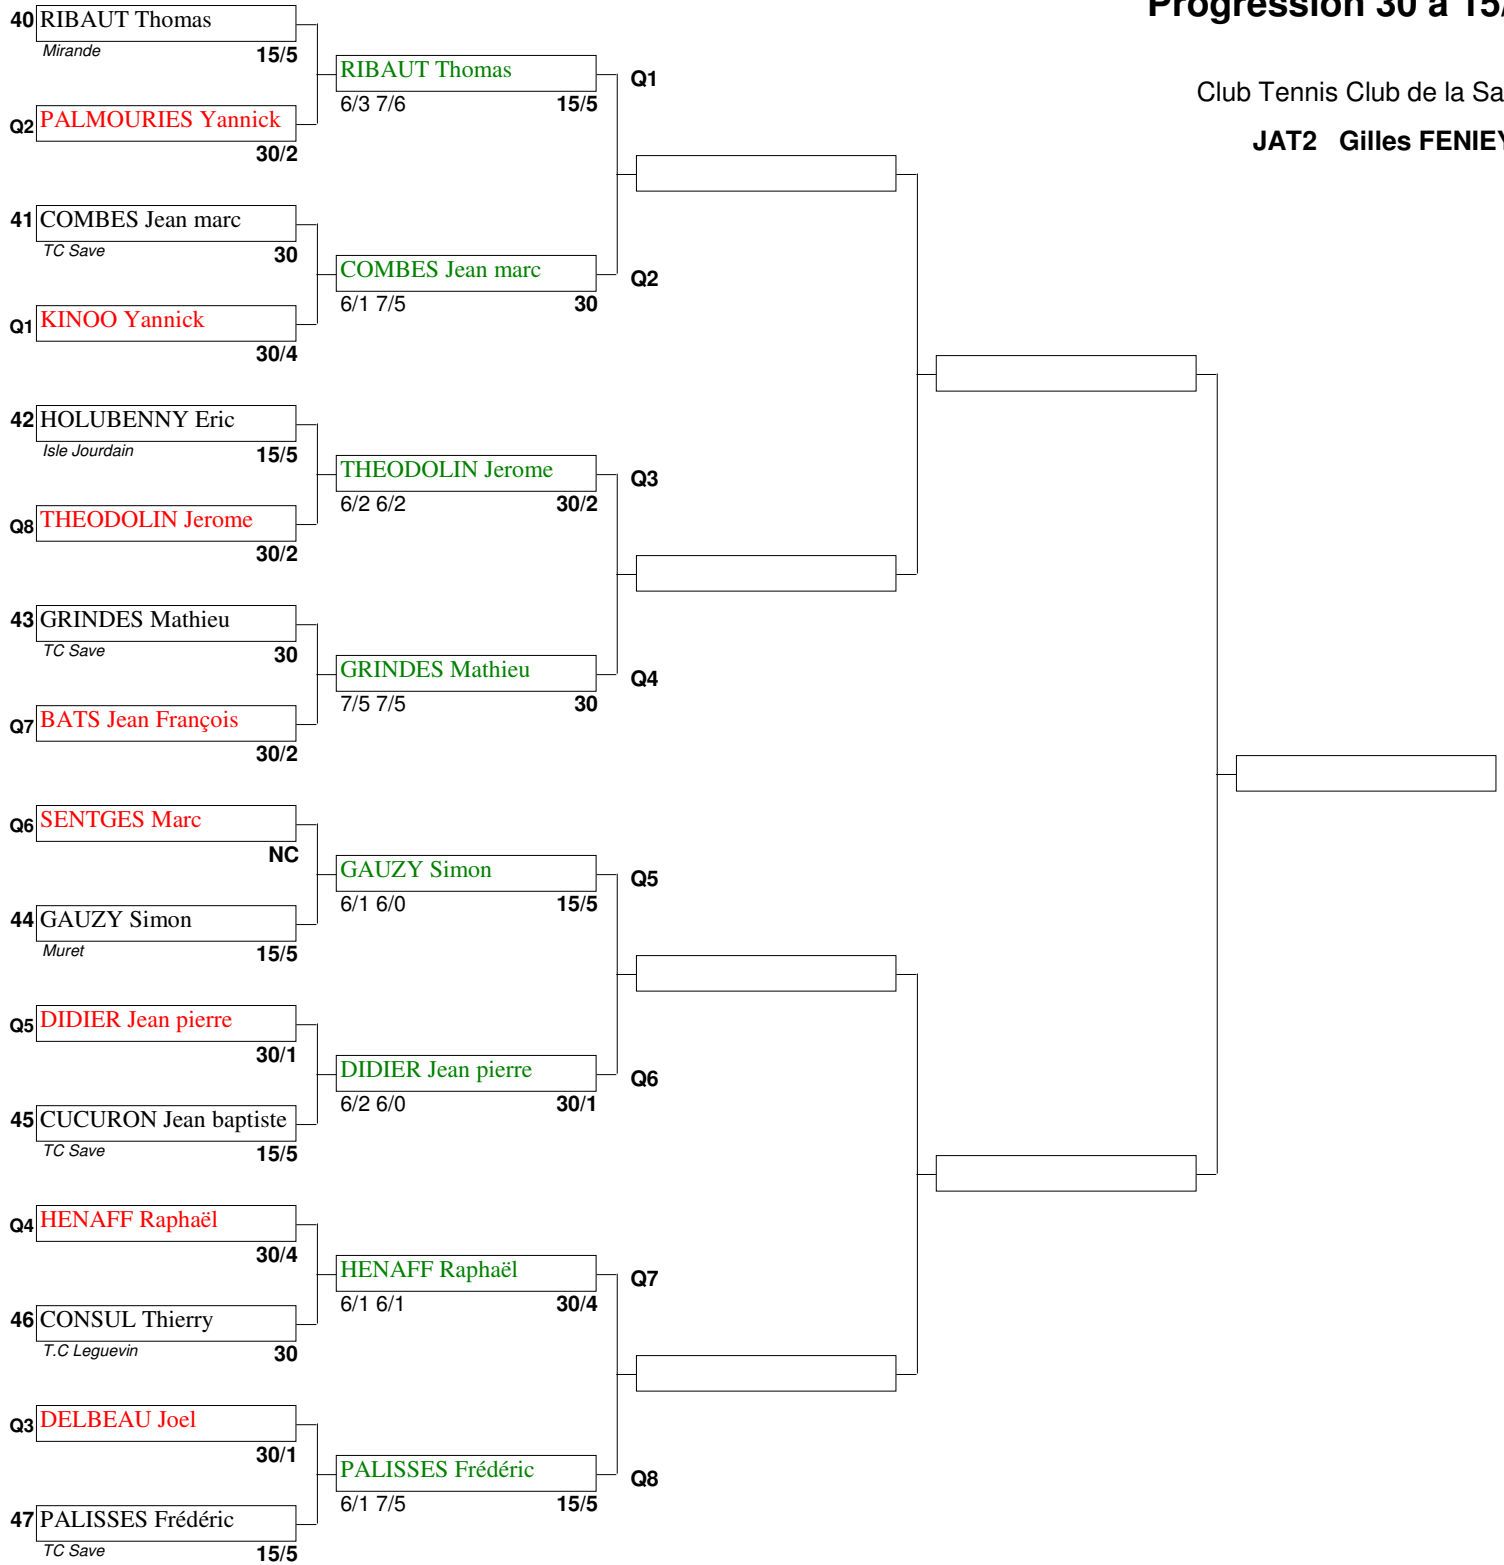 Progression 30 à 15/
Club Tennis Club de la Sa
JAT2 Gilles FENIEY
40 RIBAUT Thomas
Mirande 15/5
RIBAUT Thomas Q1
6/3 7/6 15/5
Q2 PALMOURIES Yannick
30/2
41 COMBES Jean marc
TC Save 30
COMBES Jean marc Q2
6/1 7/5 30
Q1 KINOO Yannick
30/4
42 HOLUBENNY Eric
Isle Jourdain 15/5
THEODOLIN Jerome Q3
6/2 6/2 30/2
Q8 THEODOLIN Jerome
30/2
43 GRINDES Mathieu
TC Save 30
GRINDES Mathieu Q4
7/5 7/5 30
Q7 BATS Jean François
30/2
Q6 SENTGES Marc
NC
GAUZY Simon Q5
6/1 6/0 15/5
44 GAUZY Simon
Muret 15/5
Q5 DIDIER Jean pierre
30/1
DIDIER Jean pierre Q6
6/2 6/0 30/1
45 CUCURON Jean baptiste
TC Save 15/5
Q4 HENAFF Raphaël
30/4
HENAFF Raphaël Q7
6/1 6/1 30/4
46 CONSUL Thierry
T.C Leguevin 30
Q3 DELBEAU Joel
30/1
PALISSES Frédéric Q8
6/1 7/5 15/5
47 PALISSES Frédéric
TC Save 15/5